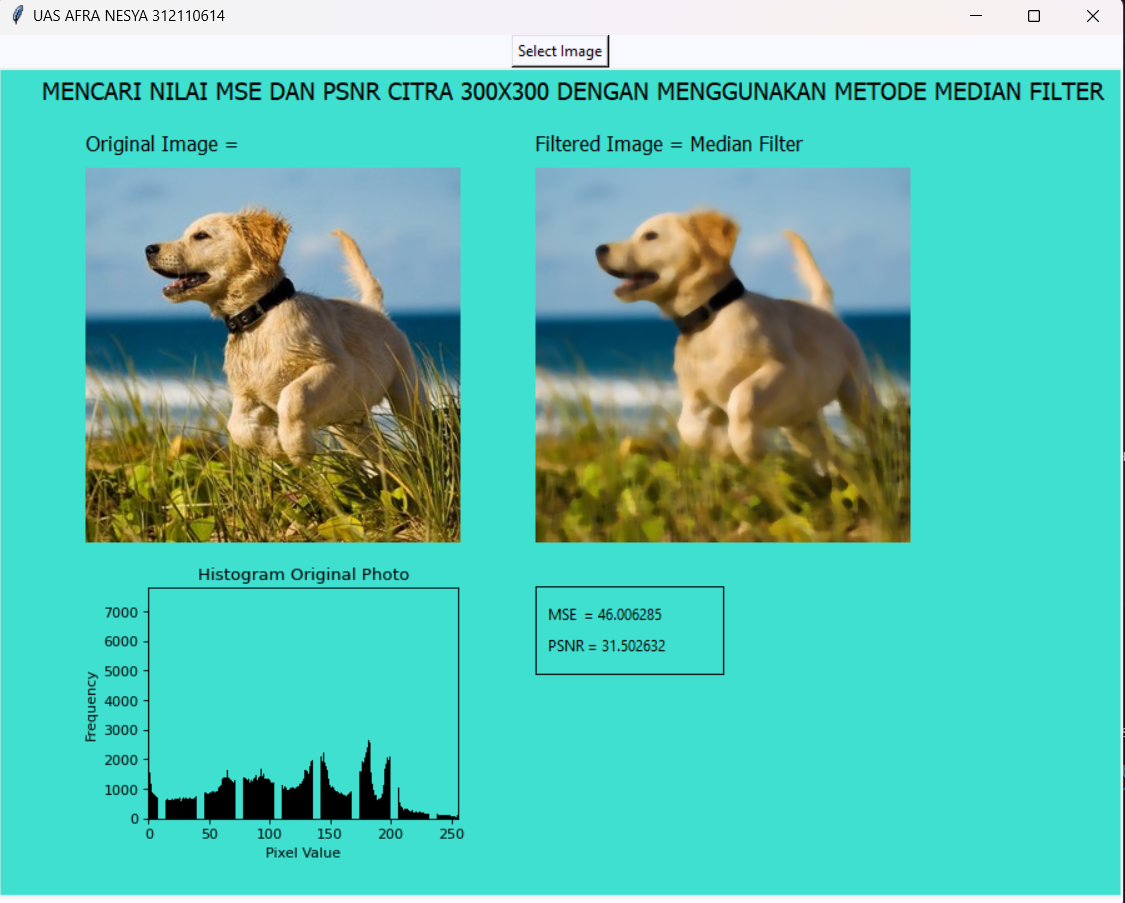 UAS AFRA NESYA 312110614
Select Image
MENCARI NILAI MSE DAN PSNR CITRA 300X300 DENGAN MENGGUNAKAN METODE MEDIAN FILTER
Original Image =
Filtered Image = Median Filter
Histogram Original Photo
7000
6000
5000
4000
3000
2000
1000
0
Frequency
0 50 100 150 200 250
Pixel Value
MSE = 46.006285
PSNR = 31.502632